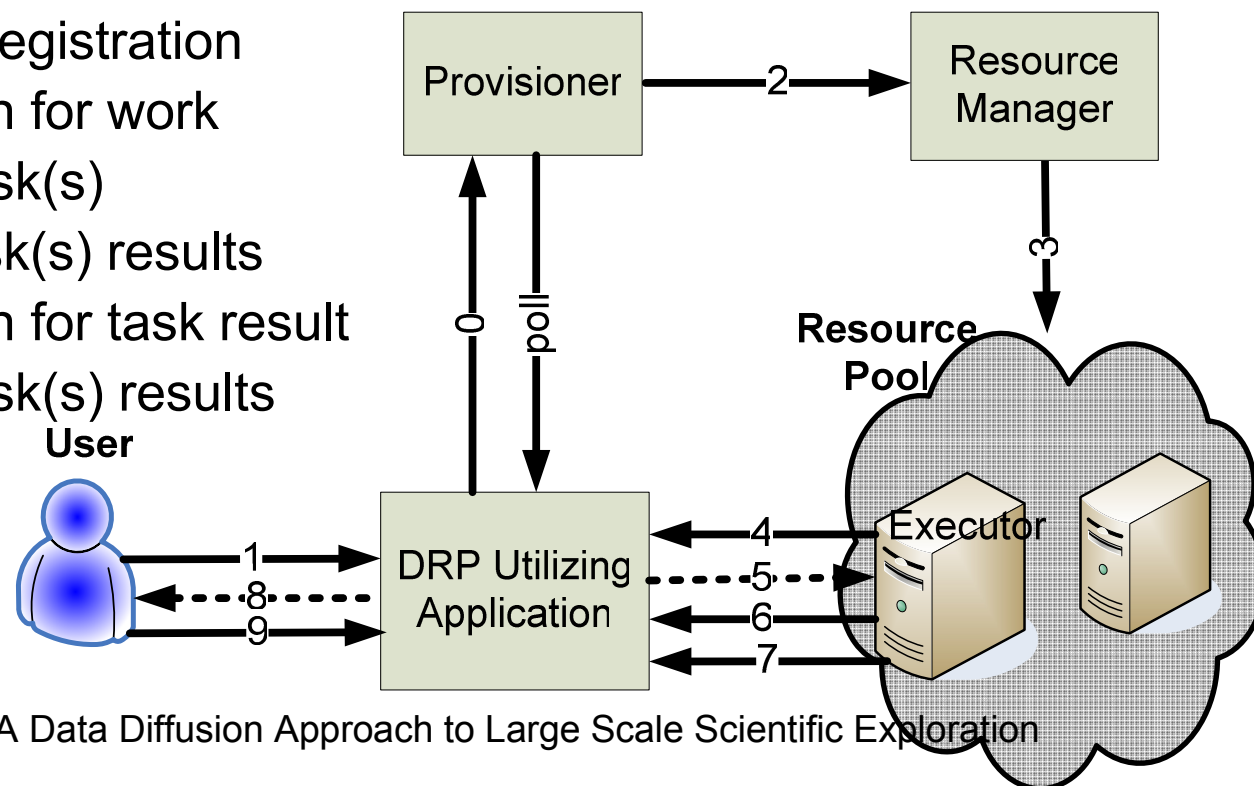 egistration
n for work
sk(s)
sk(s) results
n for task result
sk(s) results
User
Provisioner
2
Resource
Manager
3
0
poll
Resource
Pool
Executor
1
8
9
DRP Utilizing
Application
4
5
6
7
A Data Diffusion Approach to Large Scale Scientific Exploration